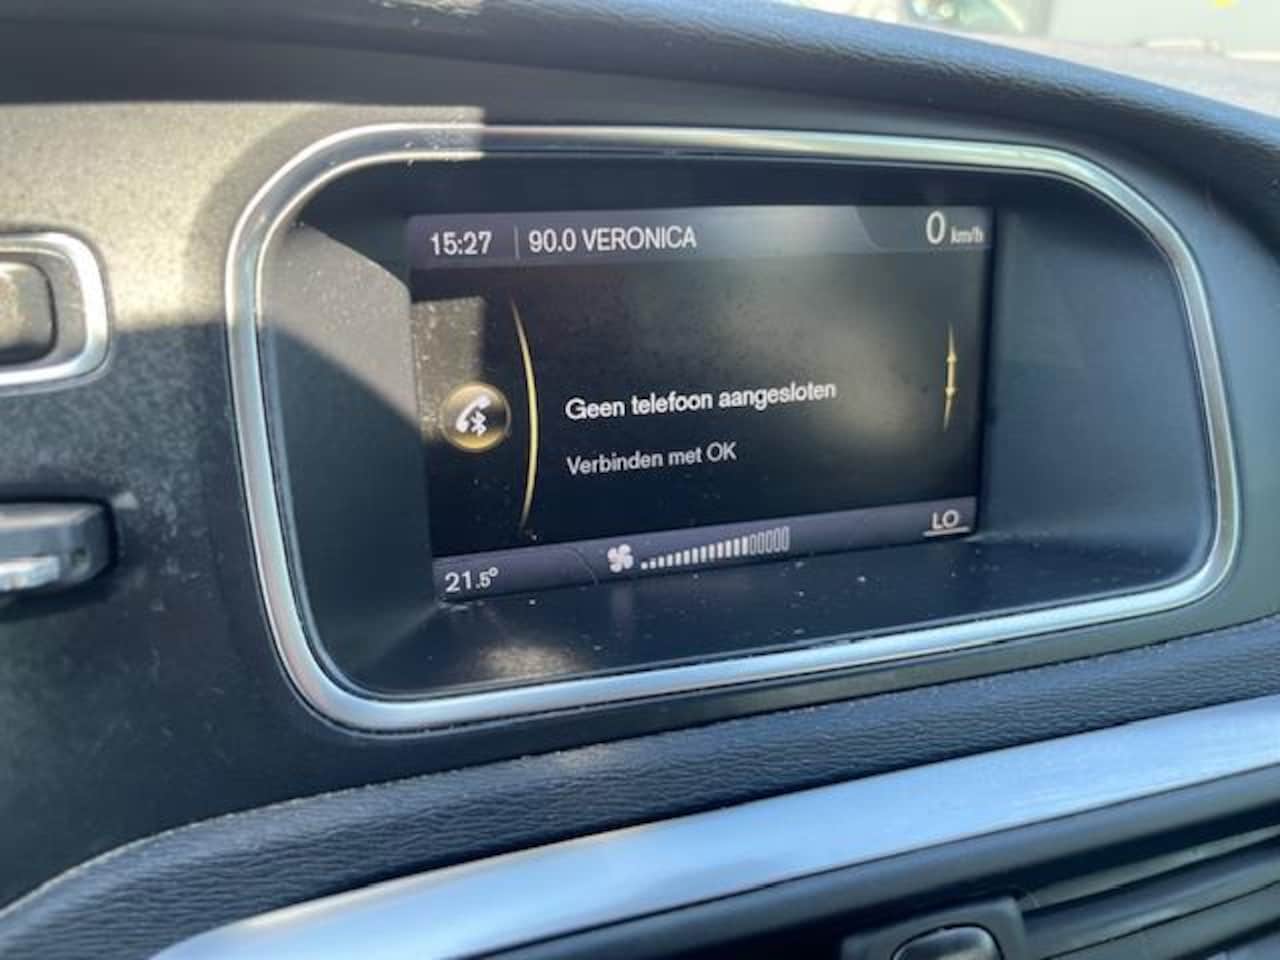 15:27 90.0 VERONICA 0 km/h
Geen telefoon aangesloten
Verbinden met OK
21.5° LO